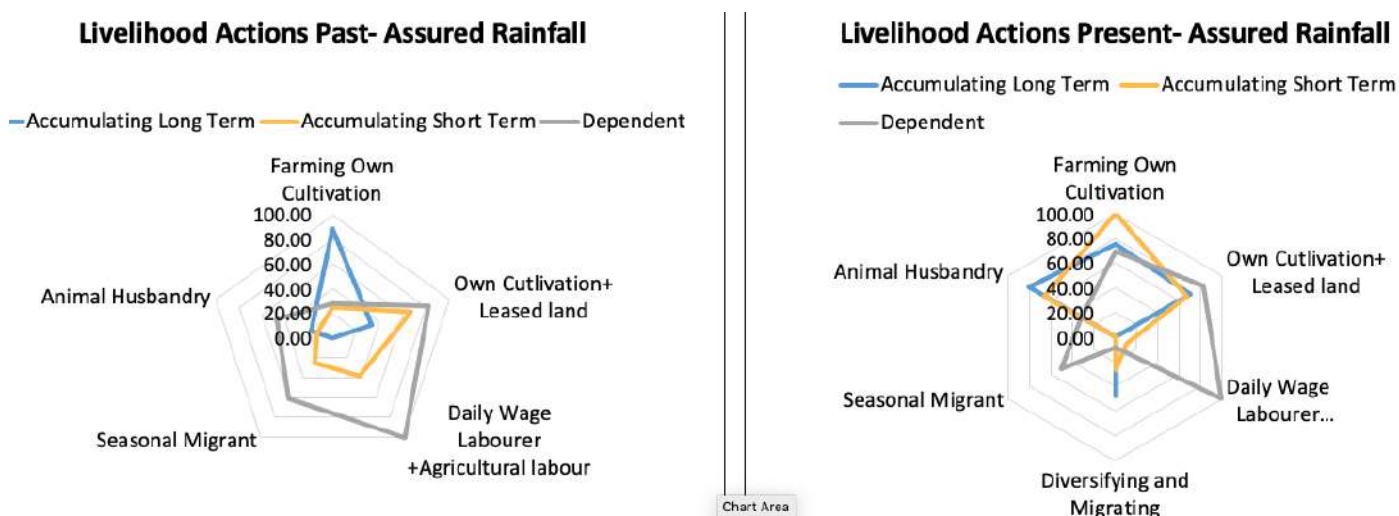 Livelihood Actions Past- Assured Rainfall
Accumulating Long Term Accumulating Short Term Dependent
Farming Own
Cultivation
100.00
80.00
60.00
40.00
20.00
0.00
Own Cutlivation+
Leased land
Daily Wage
Labourer
+Agricultural labour
Seasonal Migrant
Animal Husbandry
Livelihood Actions Present- Assured Rainfall
Accumulating Long Term Accumulating Short Term
Dependent
Farming Own
Cultivation
100.00
80.00
60.00
40.00
20.00
0.00
Own Cutlivation+
Leased land
Daily Wage
Labourer...
Diversifying and
Migrating
Seasonal Migrant
Animal Husbandry
Chart Area